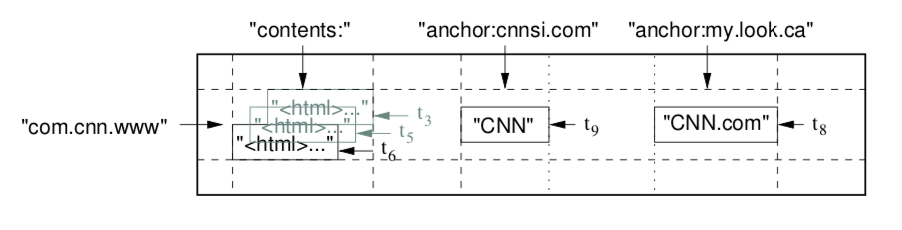 "contents:" "anchor:cnnsi.com" "anchor:my.look.ca"
"<html>..." t3
"com.cnn.www" "<html>..." t5 "CNN" t9 "CNN.com" t8
"<html>..." t6